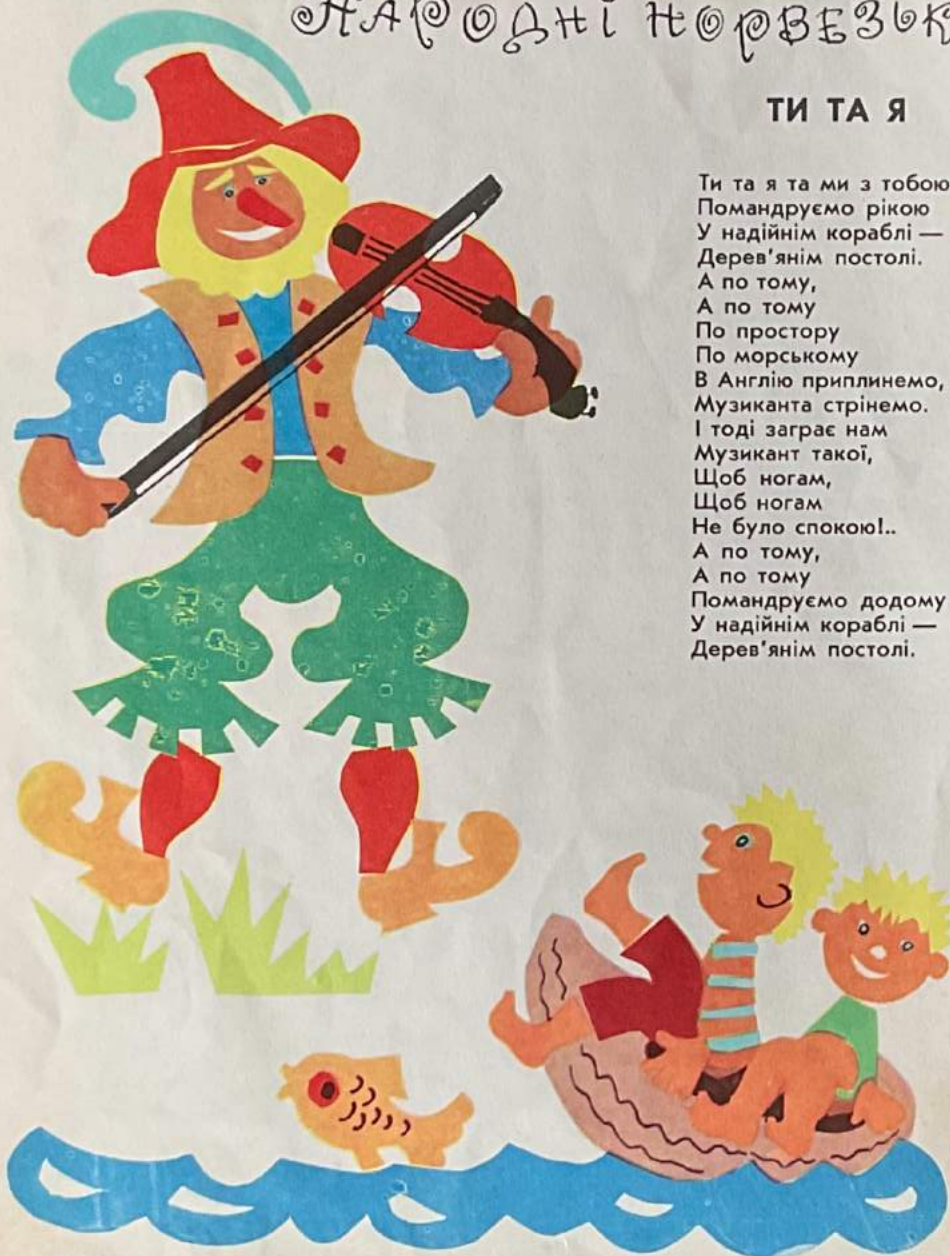 НАРОДНІ НОРВЕЗЬК
ТИ ТА Я
Ти та я та ми з тобою
Помандруємо рікою
У надійнім кораблі —
Дерев'янім постолі.
А по тому,
А по тому
По простору
По морському
В Англію приплинемо,
Музиканта стрінемо.
І тоді заграє нам
Музикант такої,
Щоб ногам,
Щоб ногам
Не було спокою!..
А по тому,
А по тому
Помандруємо додому
У надійнім кораблі —
Дерев'янім постолі.